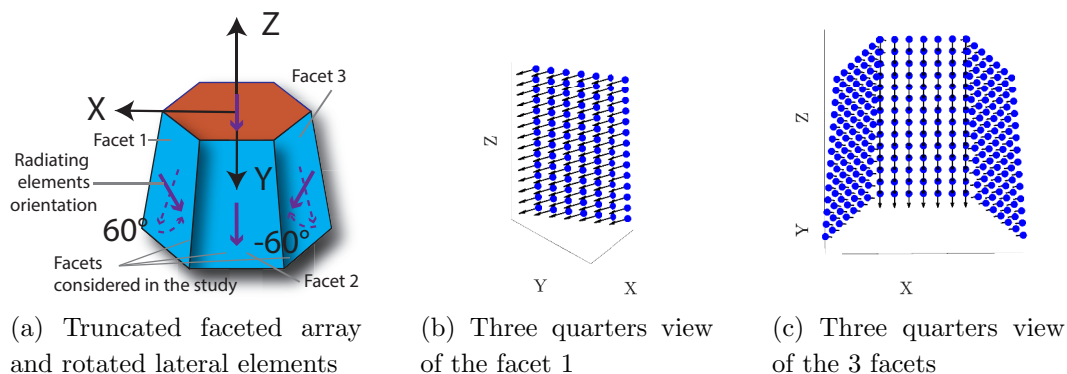 Z
Facet 3
X
Facet 1
Radiating
elements
orientation
Y
60°
-60°
Facets
considered in the study
Facet 2
Z
Y
X
Z
Y
X
(a) Truncated faceted array
and rotated lateral elements
(b) Three quarters view
of the facet 1
(c) Three quarters view
of the 3 facets